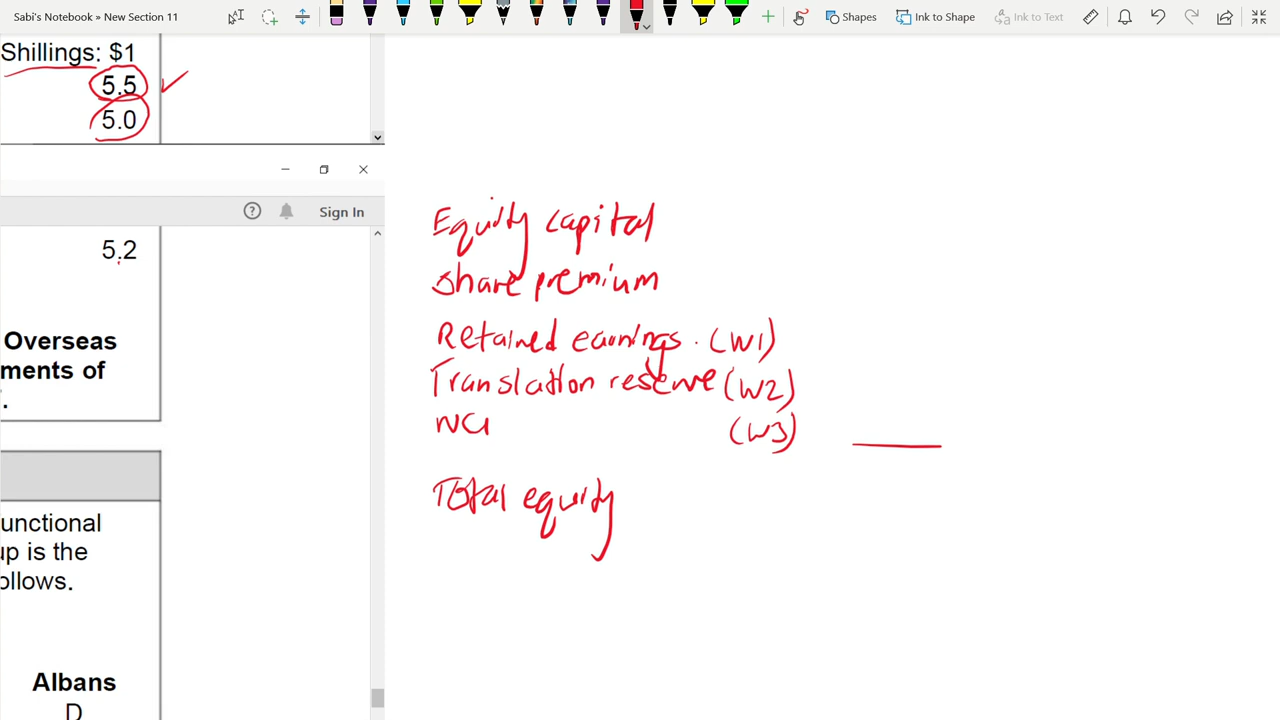 Sabi's Notebook » New Section 11
Shapes
Ink to Shape
Ink to Text
Shillings: $1
5.5
5.0
Sign In
5.2
Overseas
ments of
.
unctional
up is the
ollows.
Albans
D
Equity capital
Share premium
Retained earnings. (W1)
Translation reserve (W2)
NCI (W3)
Total equity